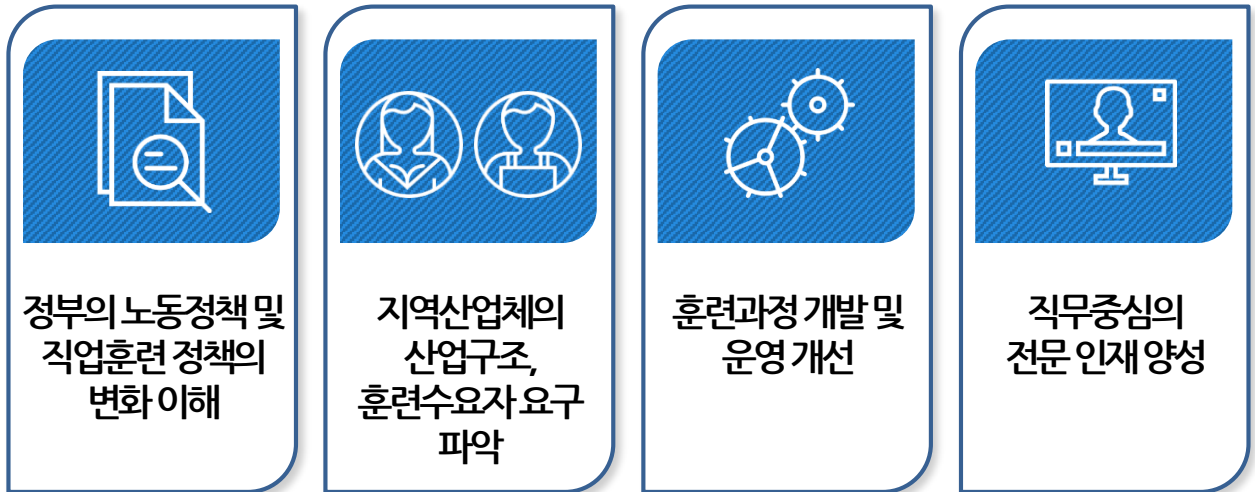 정부의 노동정책 및
직업훈련 정책의
변화 이해
지역산업체의
산업구조,
훈련수요자 요구
파악
훈련과정 개발 및
운영 개선
직무중심의
전문 인재 양성